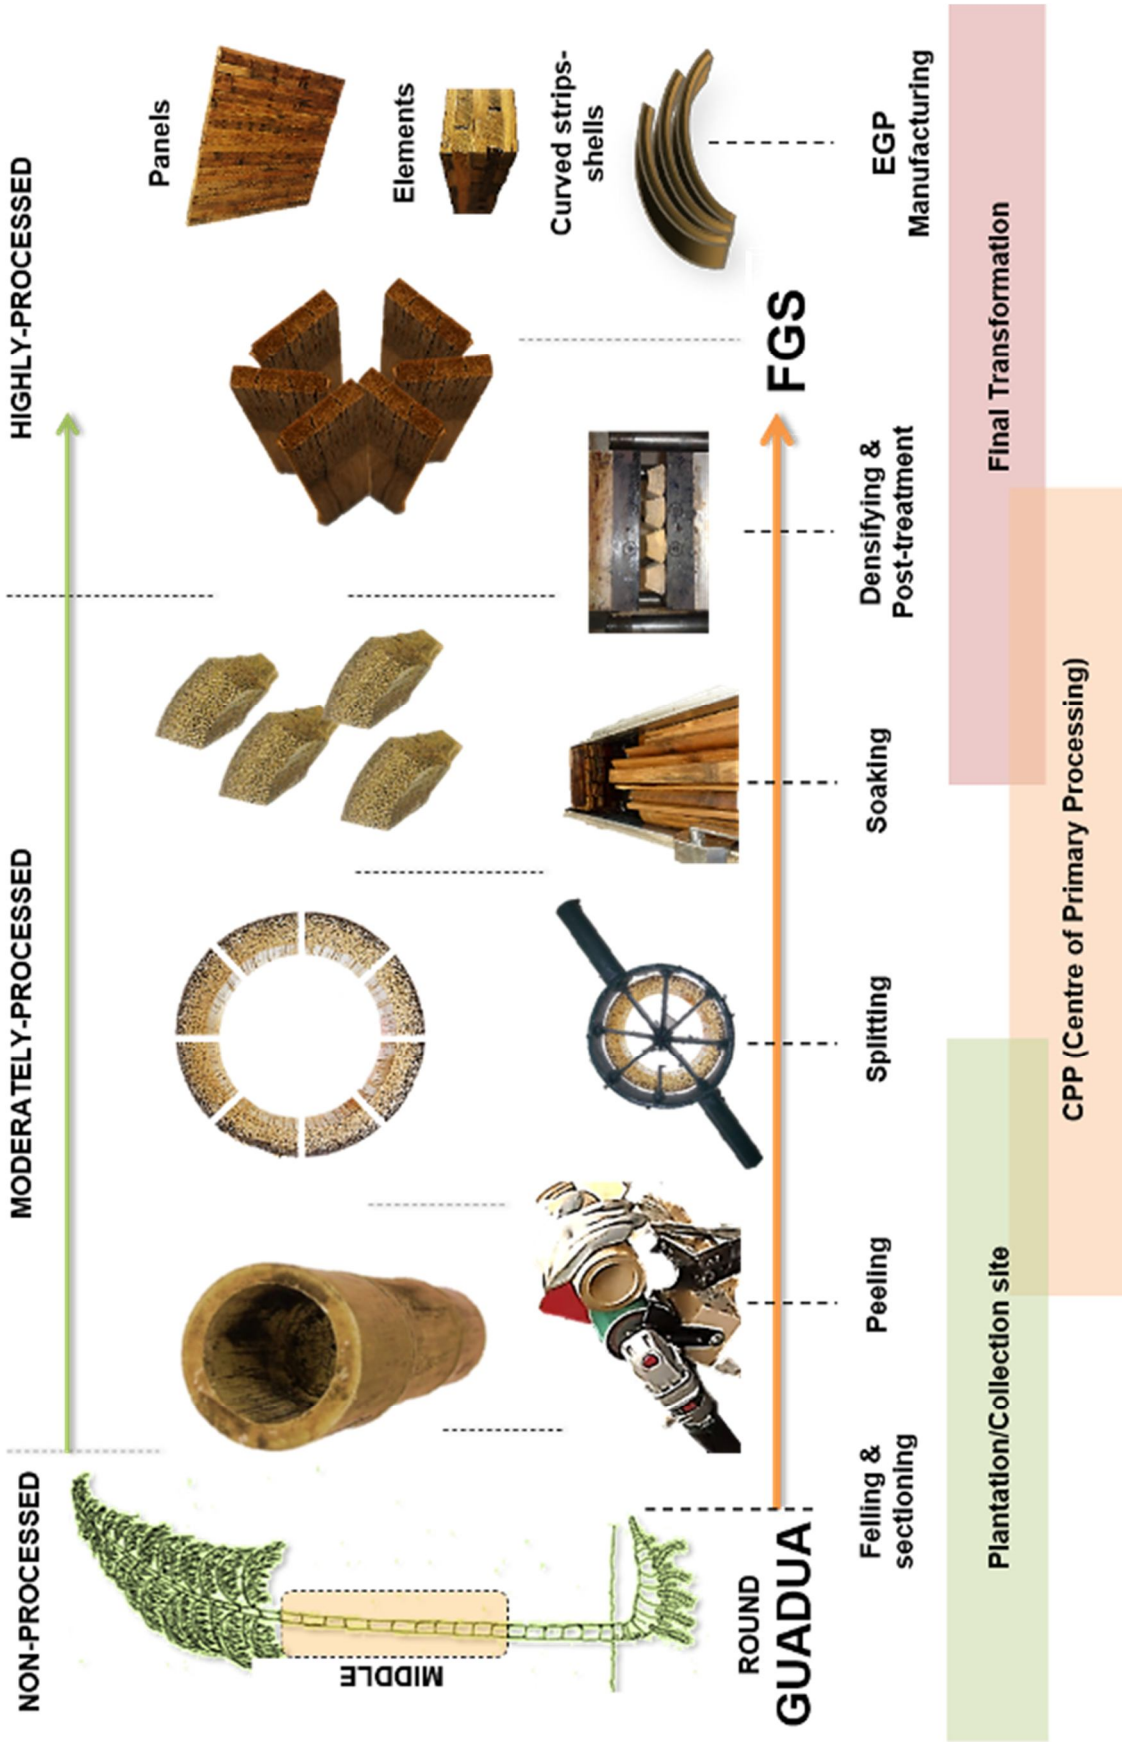 NON-PROCESSED
MODERATELY-PROCESSED
HIGHLY-PROCESSED
Panels
Elements
Curved strips-
shells
MIDDLE
ROUND
GUADUA
FGS
Felling &
sectioning
Peeling
Splitting
Soaking
Densifying &
Post-treatment
EGP
Manufacturing
Plantation/Collection site
Final Transformation
CPP (Centre of Primary Processing)